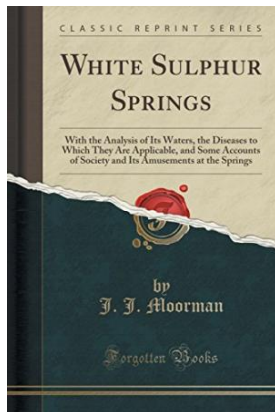 CLASSIC REPRINT SERIES
WHITE SULPHUR
SPRINGS
With the Analysis of Its Waters, the Diseases to
Which They Are Applicable, and Some Accounts
of Society and Its Amusements at the Springs
by
J. J. Moorman
Forgotten Books